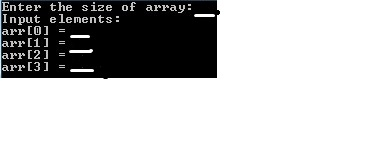 Enter the size of array:
Input elements:
arr[0] =
arr[1] =
arr[2] =
arr[3] =